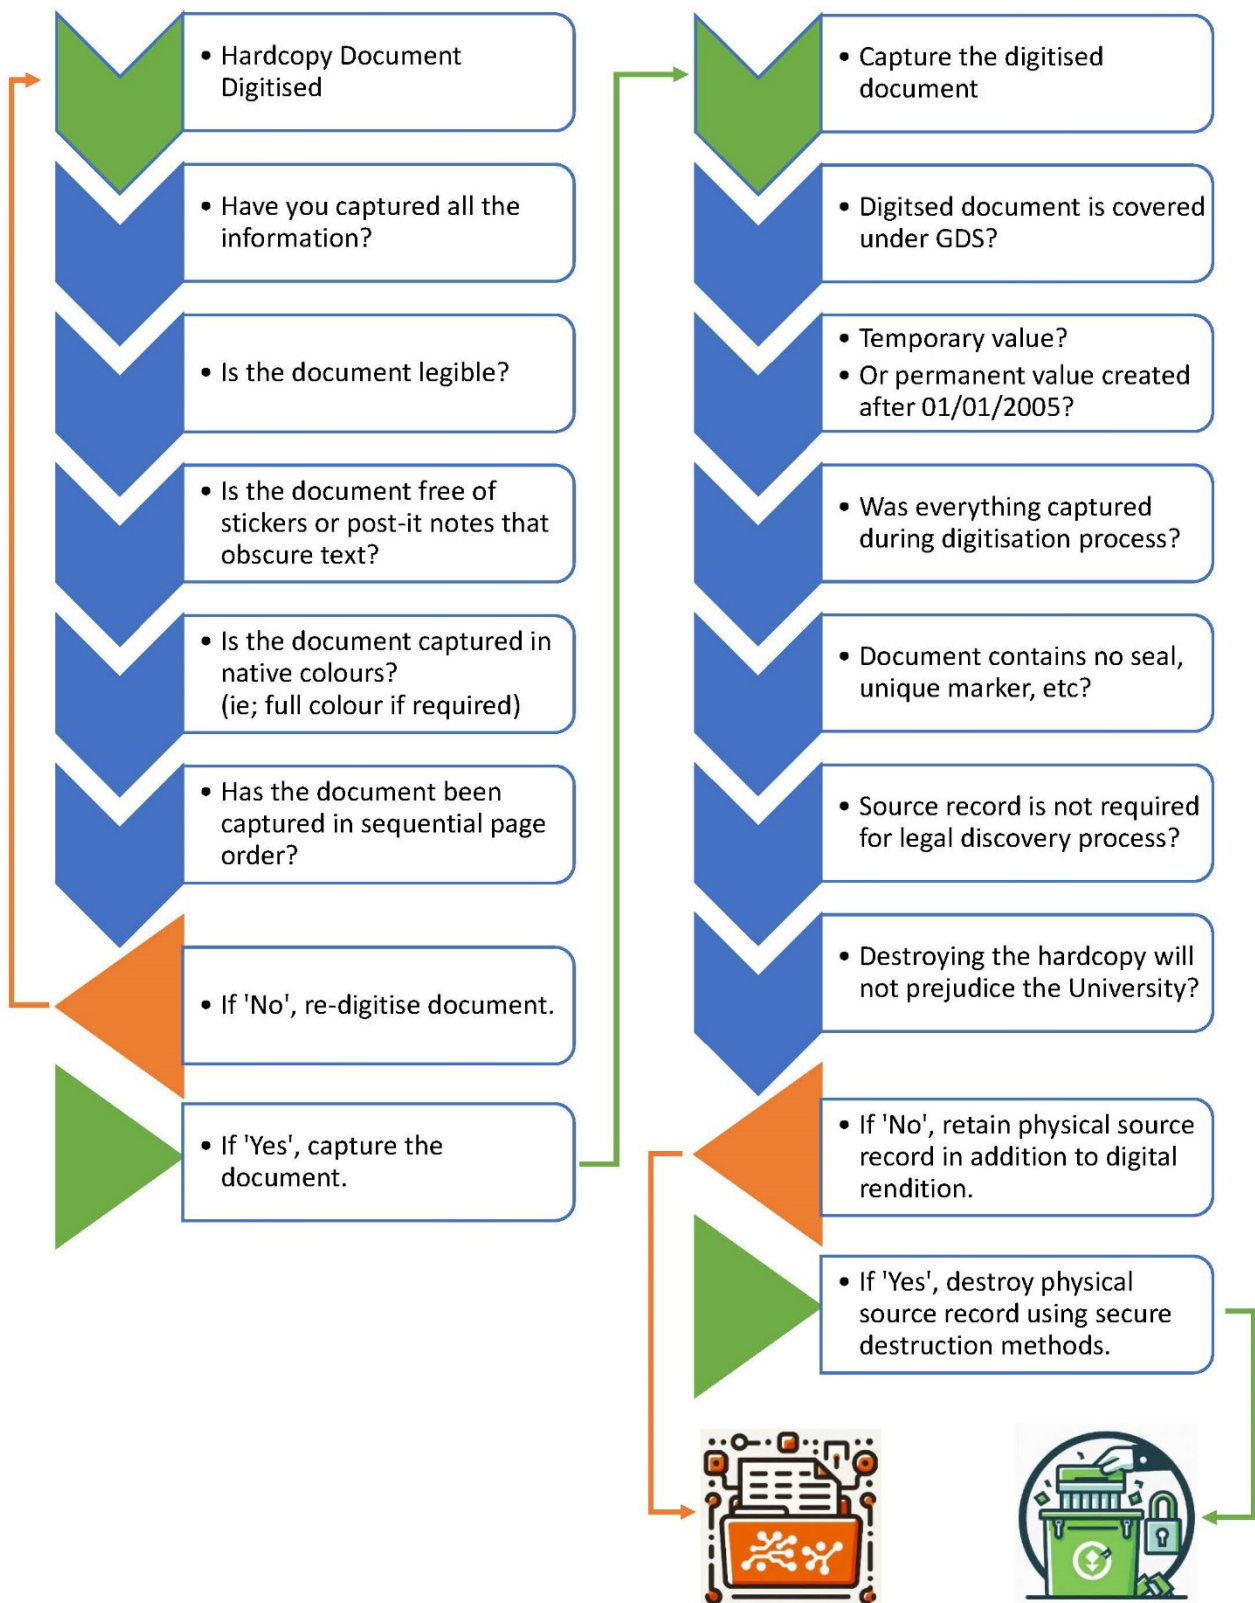 • Hardcopy Document
Digitised
• Have you captured all the
information?
• Is the document legible?
• Is the document free of
stickers or post-it notes that
obscure text?
• Is the document captured in
native colours?
(ie; full colour if required)
• Has the document been
captured in sequential page
order?
• If 'No', re-digitise document.
• If 'Yes', capture the
document.
• Capture the digitised
document
• Digitsed document is covered
under GDS?
• Temporary value?
• Or permanent value created
after 01/01/2005?
• Was everything captured
during digitisation process?
• Document contains no seal,
unique marker, etc?
• Source record is not required
for legal discovery process?
• Destroying the hardcopy will
not prejudice the University?
• If 'No', retain physical source
record in addition to digital
rendition.
• If 'Yes', destroy physical
source record using secure
destruction methods.